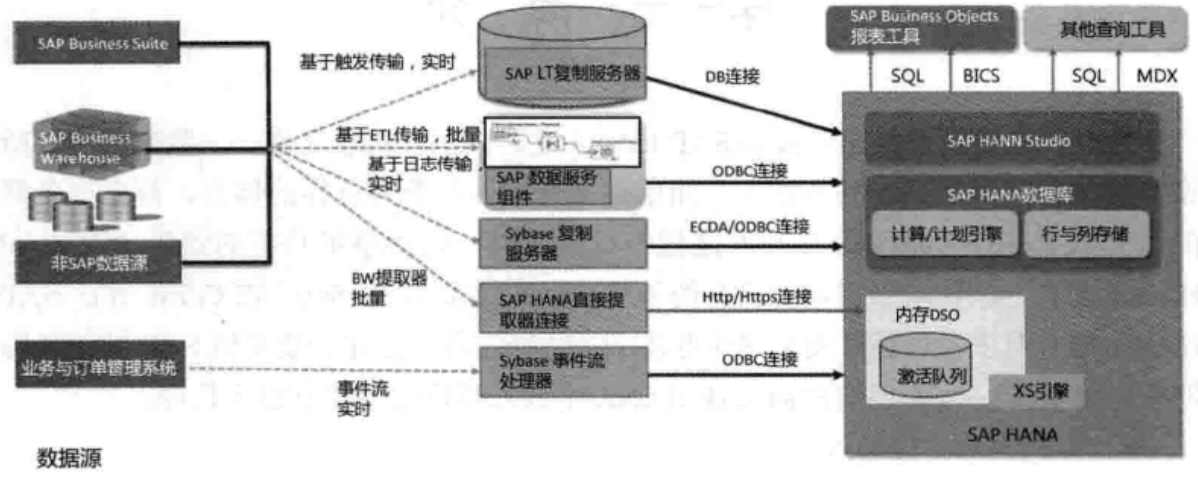 SAP Business Suite
SAP Business
Warehouse
非SAP数据源
业务与订单管理系统
数据源
基于触发传输，实时
基于ETL传输，批量
基于日志传输，
实时
BW提取器
批量
事件流
实时
SAP LT复制服务器
SAP 数据服务
组件
Sybase 复制
服务器
SAP HANA直接提
取器连接
Sybase 事件流
处理器
DB连接
ODBC连接
ECDA/ODBC连接
Http/Https连接
ODBC连接
SAP Business Objects
报表工具
其他查询工具
SQL
BICS
SQL
MDX
SAP HANN Studio
SAP HANA数据库
计算/计划引擎
行与列存储
内存DSO
激活队列
XS引擎
SAP HANA